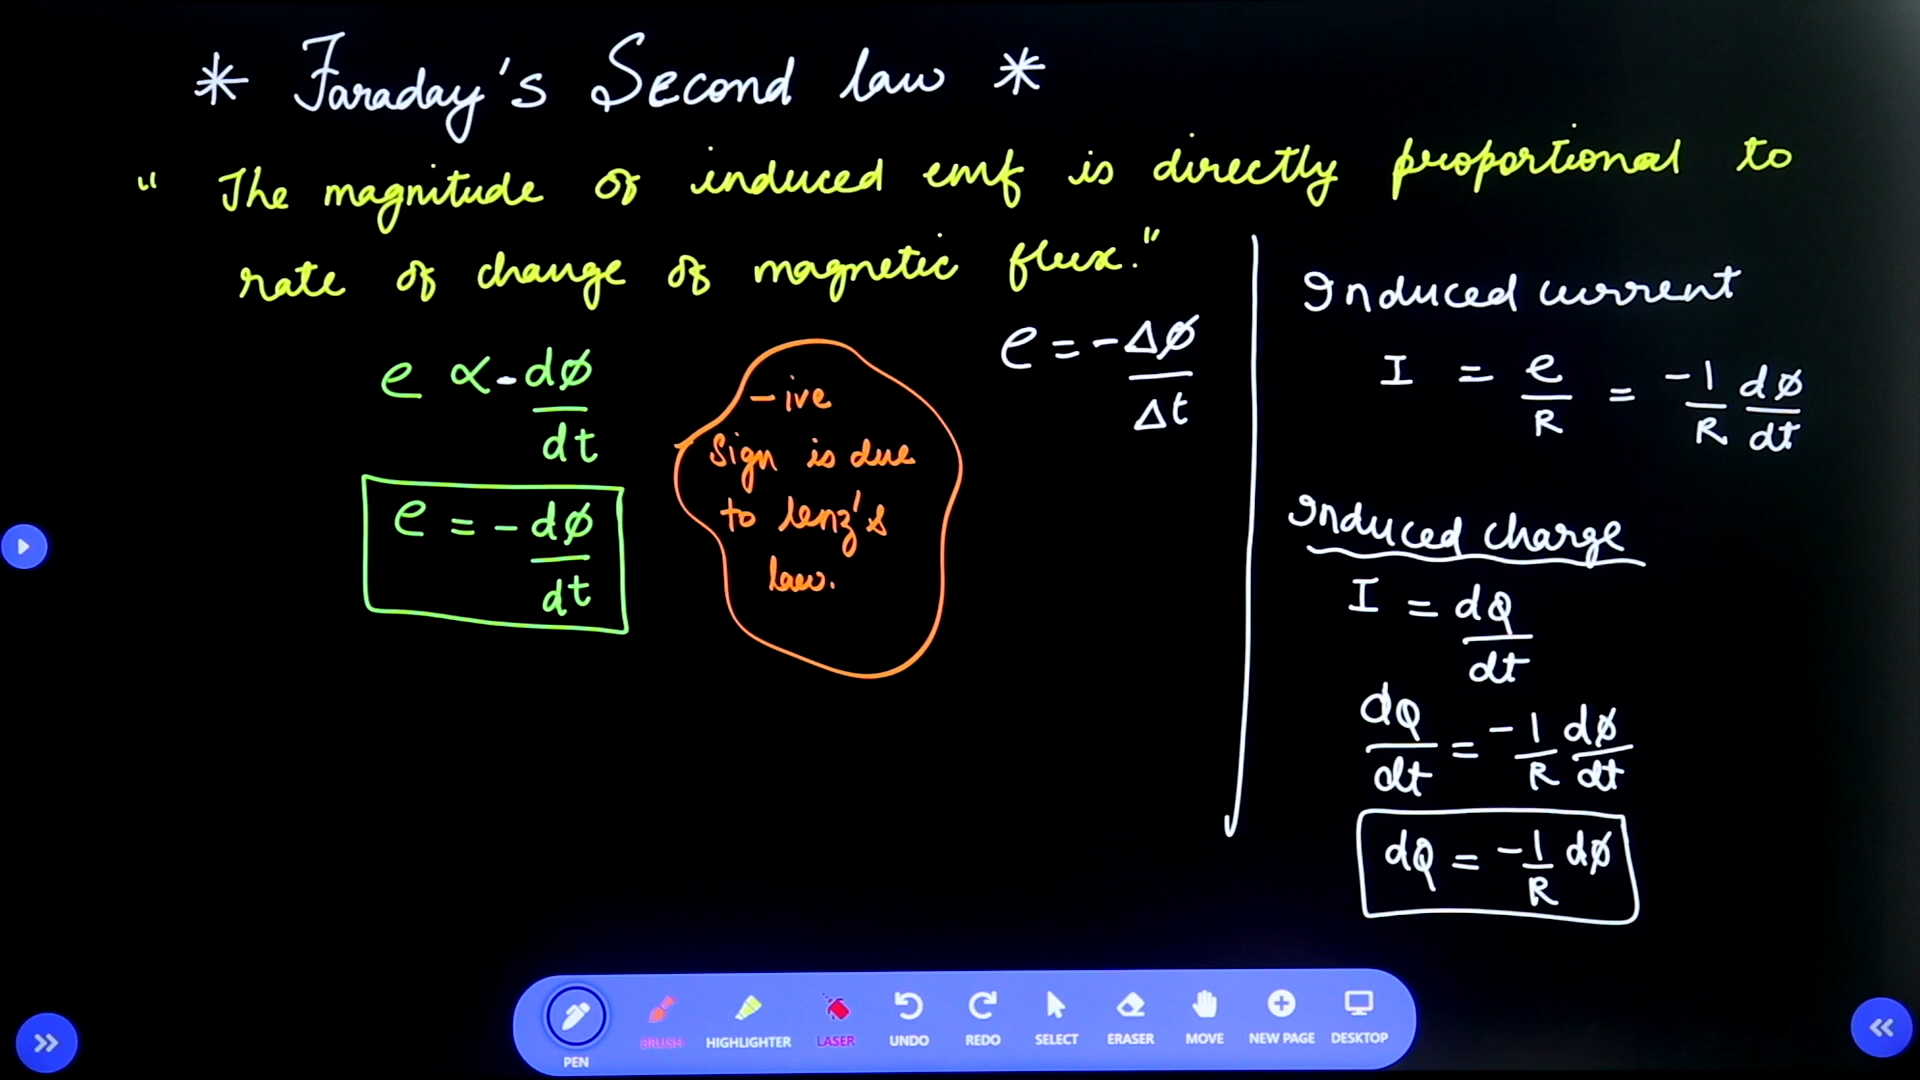 * Faraday's Second law *
" The magnitude of induced emf is directly proportional to
rate of change of magnetic flux."
e ∝ - dφ/dt
e = - dφ/dt
-ive
Sign is due
to lenz's
law.
e = - Δφ/Δt
Induced current
I = e/R = -1/R dφ/dt
Induced charge
I = dQ/dt
dQ/dt = -1/R dφ/dt
dQ = -1/R dφ
PEN
BRUSH
HIGHLIGHTER
LASER
UNDO
REDO
SELECT
ERASER
MOVE
NEW PAGE
DESKTOP